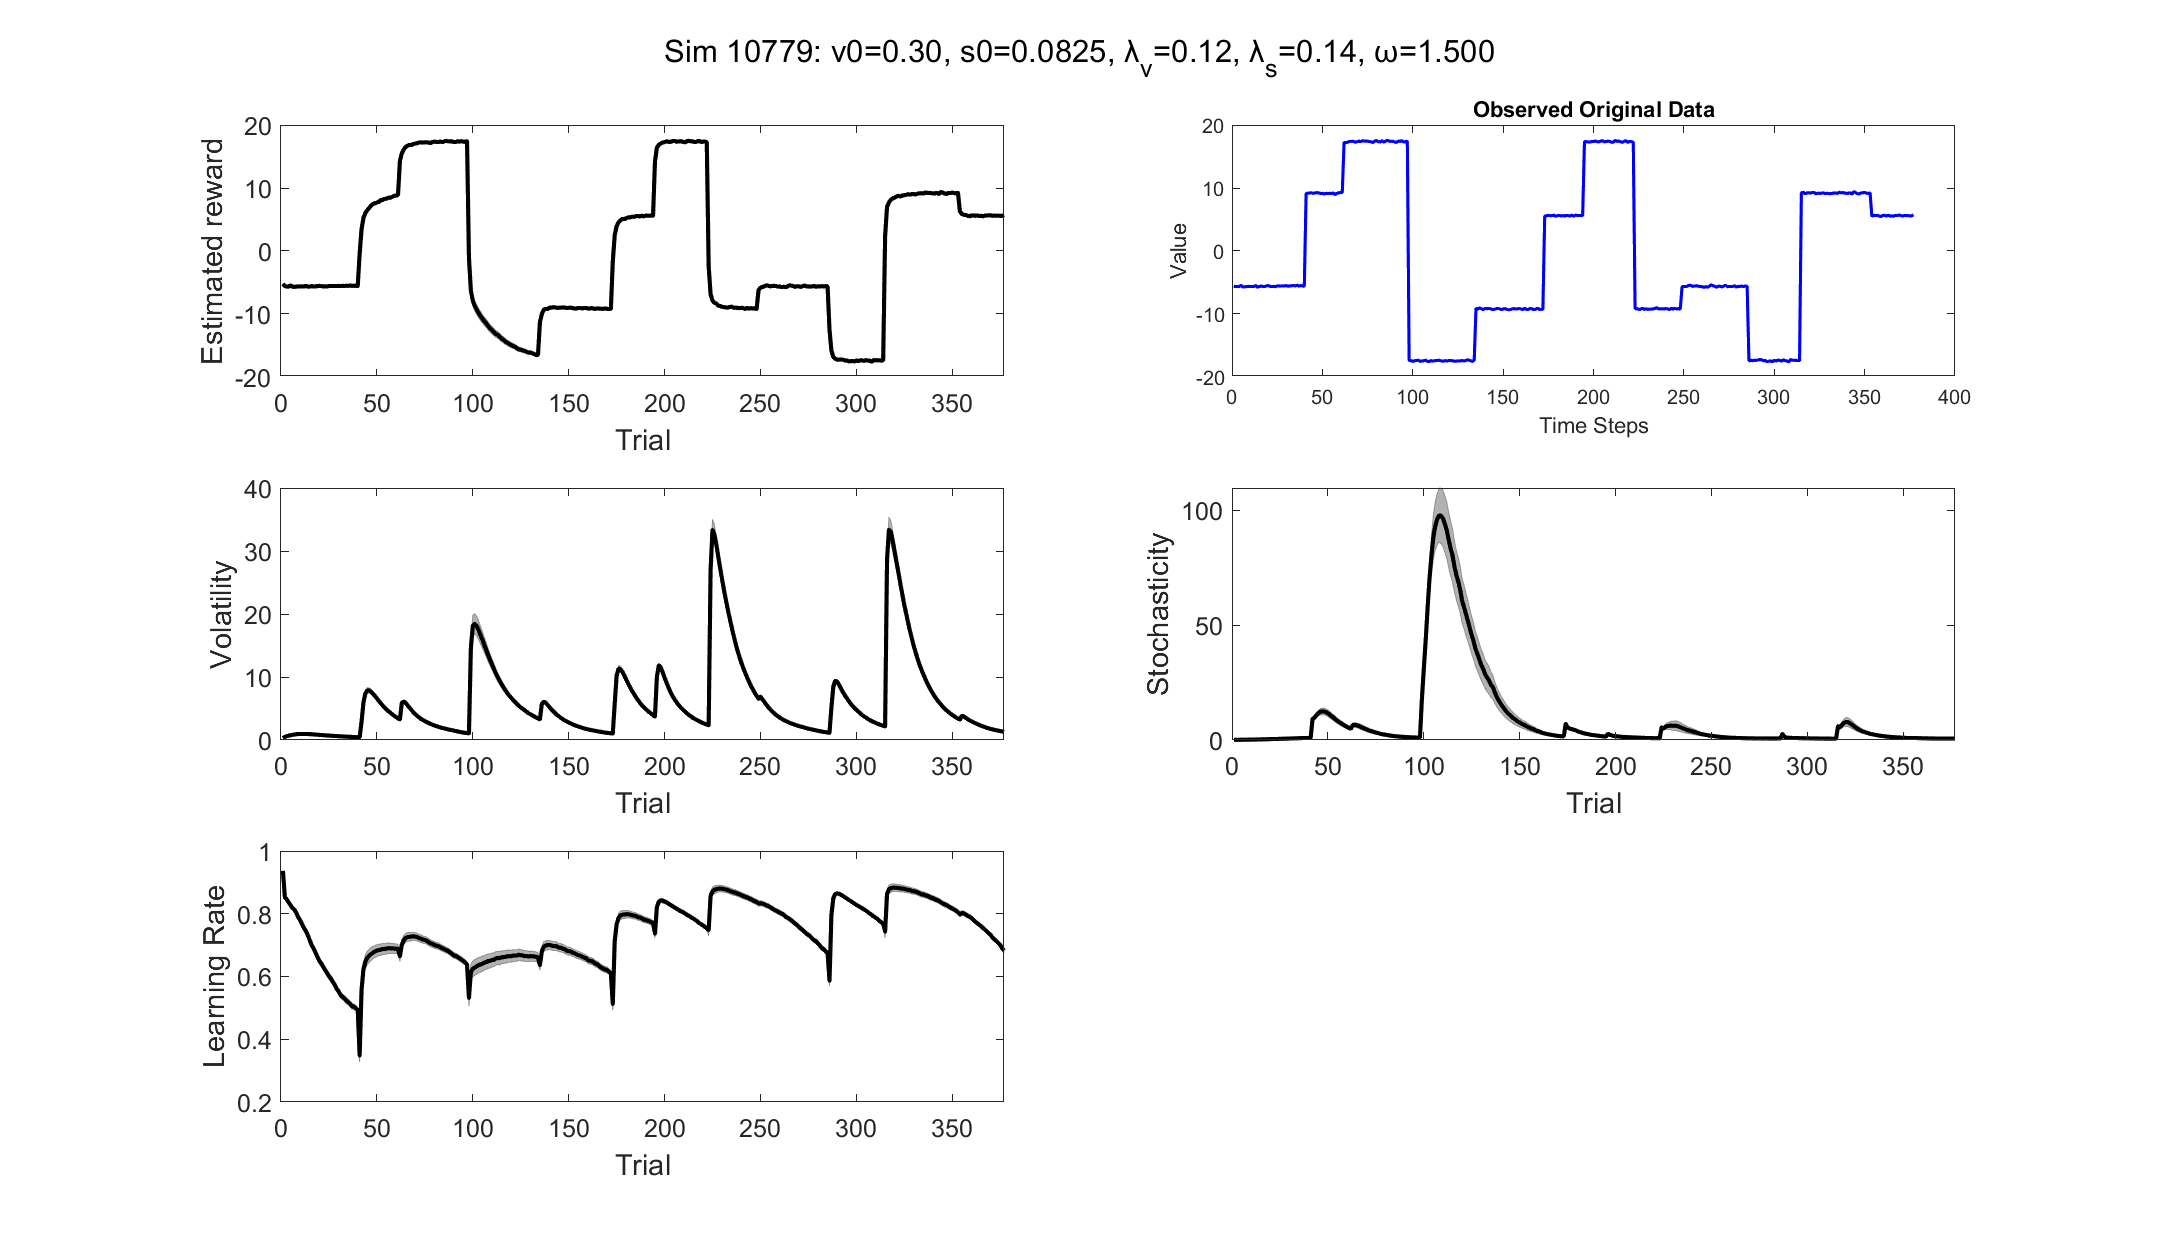 Sim 10779: v0=0.30, s0=0.0825, λ_v=0.12, λ_s=0.14, ω=1.500
Estimated reward
20
10
0
-10
-20
0 50 100 150 200 250 300 350
Trial
Observed Original Data
Value
20
10
0
-10
-20
0 50 100 150 200 250 300 350 400
Time Steps
Volatility
40
30
20
10
0
0 50 100 150 200 250 300 350
Trial
Stochasticity
100
50
0
0 50 100 150 200 250 300 350
Trial
Learning Rate
1
0.8
0.6
0.4
0.2
0 50 100 150 200 250 300 350
Trial